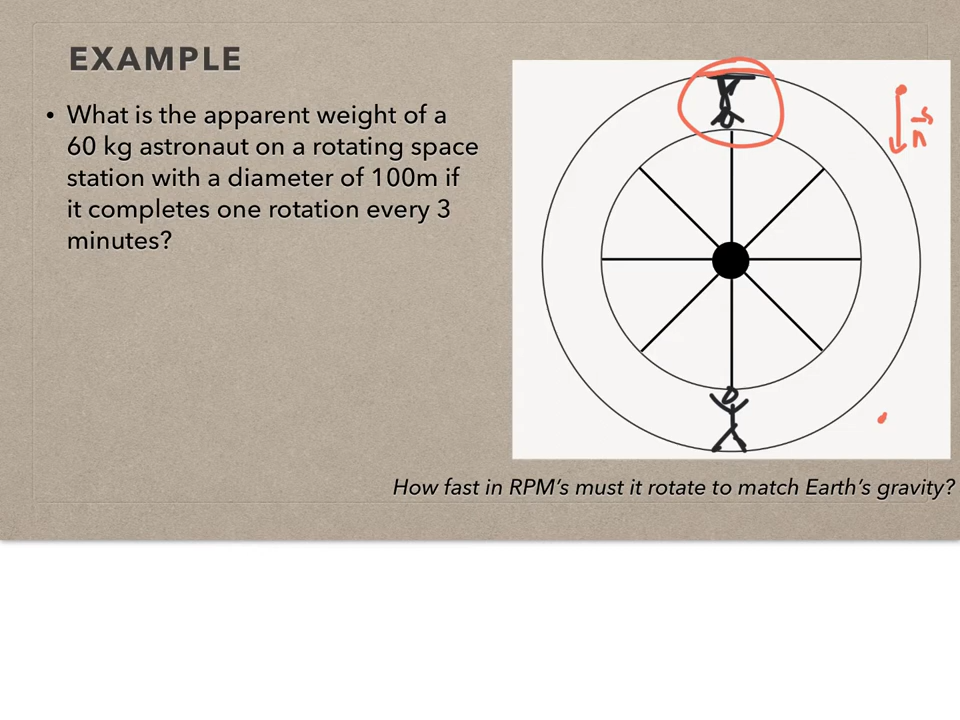 EXAMPLE
• What is the apparent weight of a
60 kg astronaut on a rotating space
station with a diameter of 100m if
it completes one rotation every 3
minutes?
n
How fast in RPM's must it rotate to match Earth's gravity?